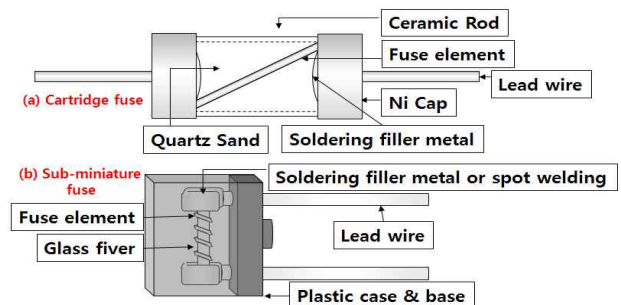 Ceramic Rod
Fuse element
Lead wire
(a) Cartridge fuse
Ni Cap
Quartz Sand
Soldering filler metal
(b) Sub-miniature
fuse
Soldering filler metal or spot welding
Fuse element
Lead wire
Glass fiver
Plastic case & base